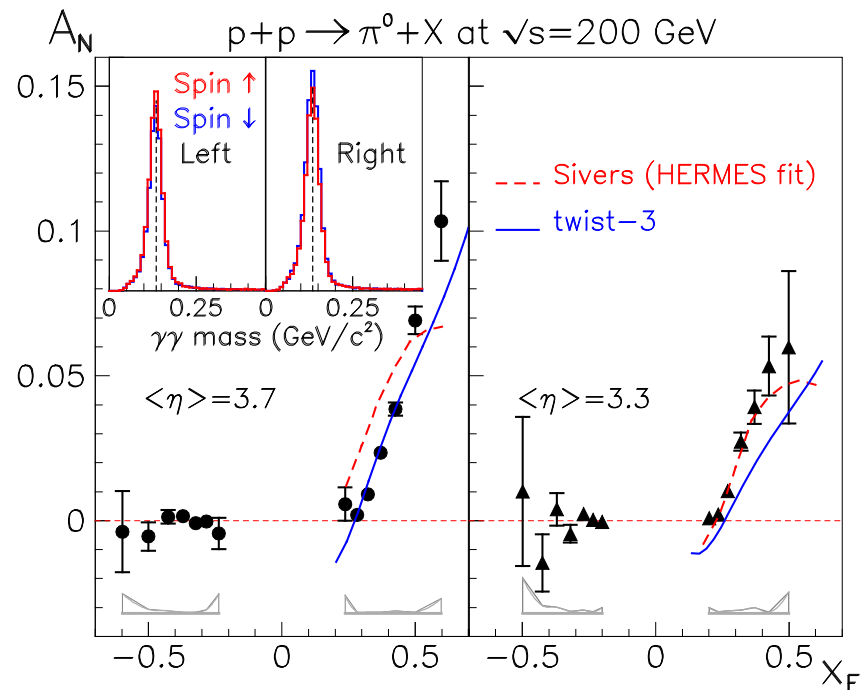 A_N
p+p → π⁰+X at √s=200 GeV
0.15
0.1
0.05
0
Spin ↑
Spin ↓
Left
Right
0
0.25
0
0.25
γγ mass (GeV/c²)
Sivers (HERMES fit)
twist−3
<η>=3.7
<η>=3.3
−0.5
0
0.5
−0.5
0
0.5
x_F